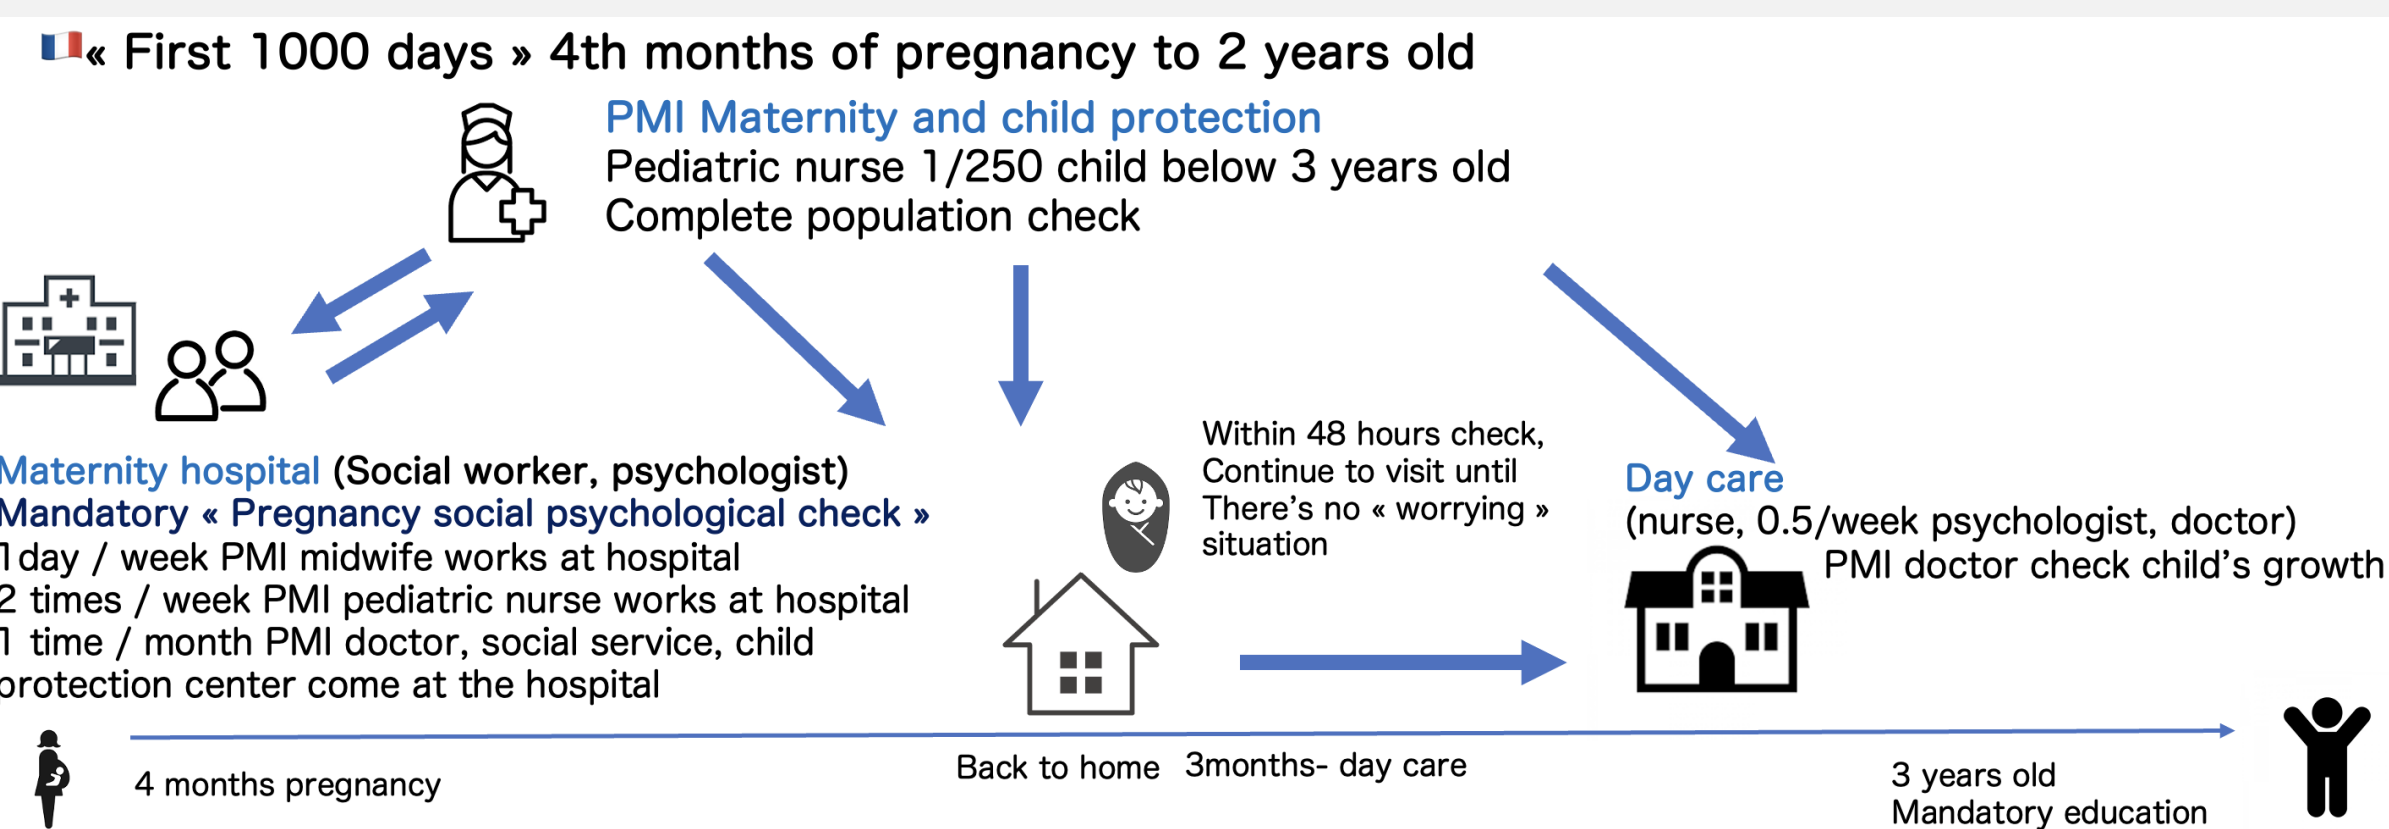 « First 1000 days » 4th months of pregnancy to 2 years old
PMI Maternity and child protection
Pediatric nurse 1/250 child below 3 years old
Complete population check
Maternity hospital (Social worker, psychologist)
Mandatory « Pregnancy social psychological check »
1day / week PMI midwife works at hospital
2 times / week PMI pediatric nurse works at hospital
1 time / month PMI doctor, social service, child
protection center come at the hospital
Within 48 hours check,
Continue to visit until
There's no « worrying »
situation
Day care
(nurse, 0.5/week psychologist, doctor)
PMI doctor check child's growth
4 months pregnancy
Back to home
3months- day care
3 years old
Mandatory education